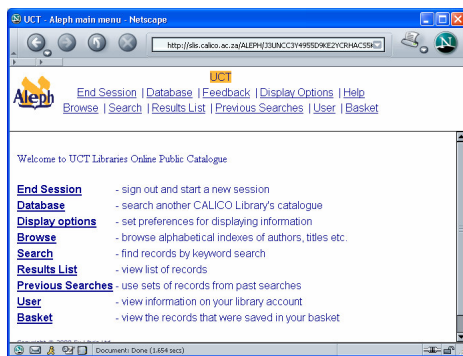 UCT - Aleph main menu - Netscape
UCT
Aleph
End Session | Database | Feedback | Display Options | Help
Browse | Search | Results List | Previous Searches | User | Basket
Welcome to UCT Libraries Online Public Catalogue
End Session - sign out and start a new session
Database - search another CALICO Library's catalogue
Display options - set preferences for displaying information
Browse - browse alphabetical indexes of authors, titles etc.
Search - find records by keyword search
Results List - view list of records
Previous Searches - use sets of records from past searches
User - view information on your library account
Basket - view the records that were saved in your basket
Document: Done (1.654 secs)